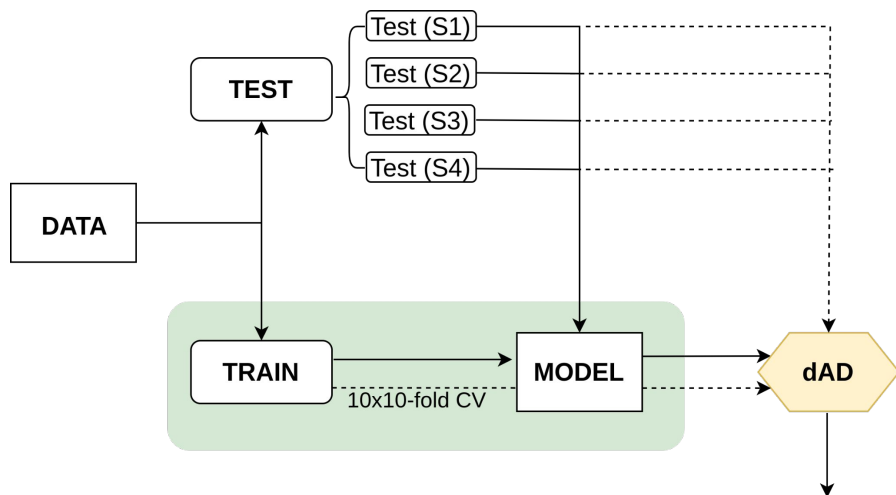 Test (S1)
Test (S2)
TEST
Test (S3)
Test (S4)
DATA
TRAIN
MODEL
dAD
10x10-fold CV